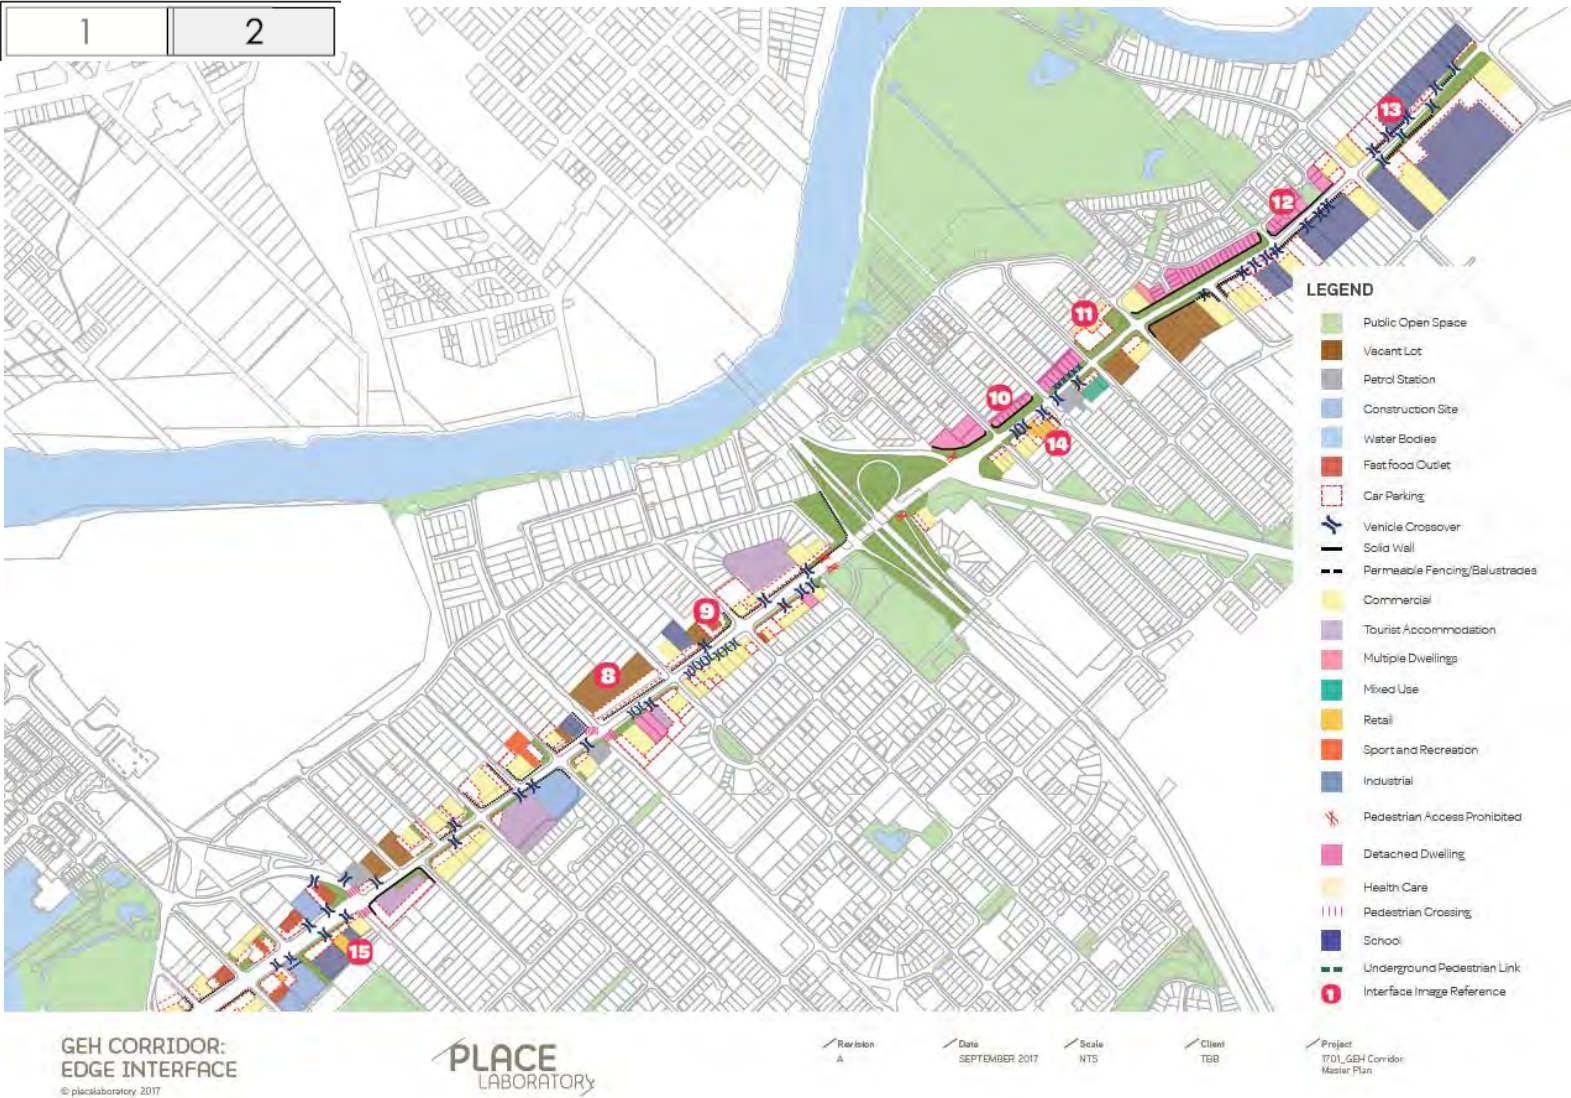 1
2
13
12
11
10
14
9
8
15
LEGEND
Public Open Space
Vacant Lot
Petrol Station
Construction Site
Water Bodies
Fast food Outlet
Car Parking
Vehicle Crossover
Solid Wall
Permeable Fencing/Balustrades
Commercial
Tourist Accommodation
Multiple Dwellings
Mixed Use
Retail
Sport and Recreation
Industrial
Pedestrian Access Prohibited
Detached Dwelling
Health Care
Pedestrian Crossing
School
Underground Pedestrian Link
1 Interface Image Reference
GEH CORRIDOR:
EDGE INTERFACE
© placelaboratory 2017
PLACE
LABORATORY
Revision
A
Date
SEPTEMBER 2017
Scale
NTS
Client
TBB
Project
1701_GEH Corridor
Master Plan